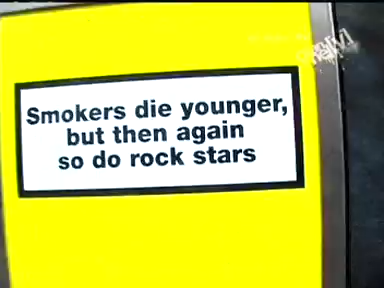 Smokers die younger,
but then again
so do rock stars